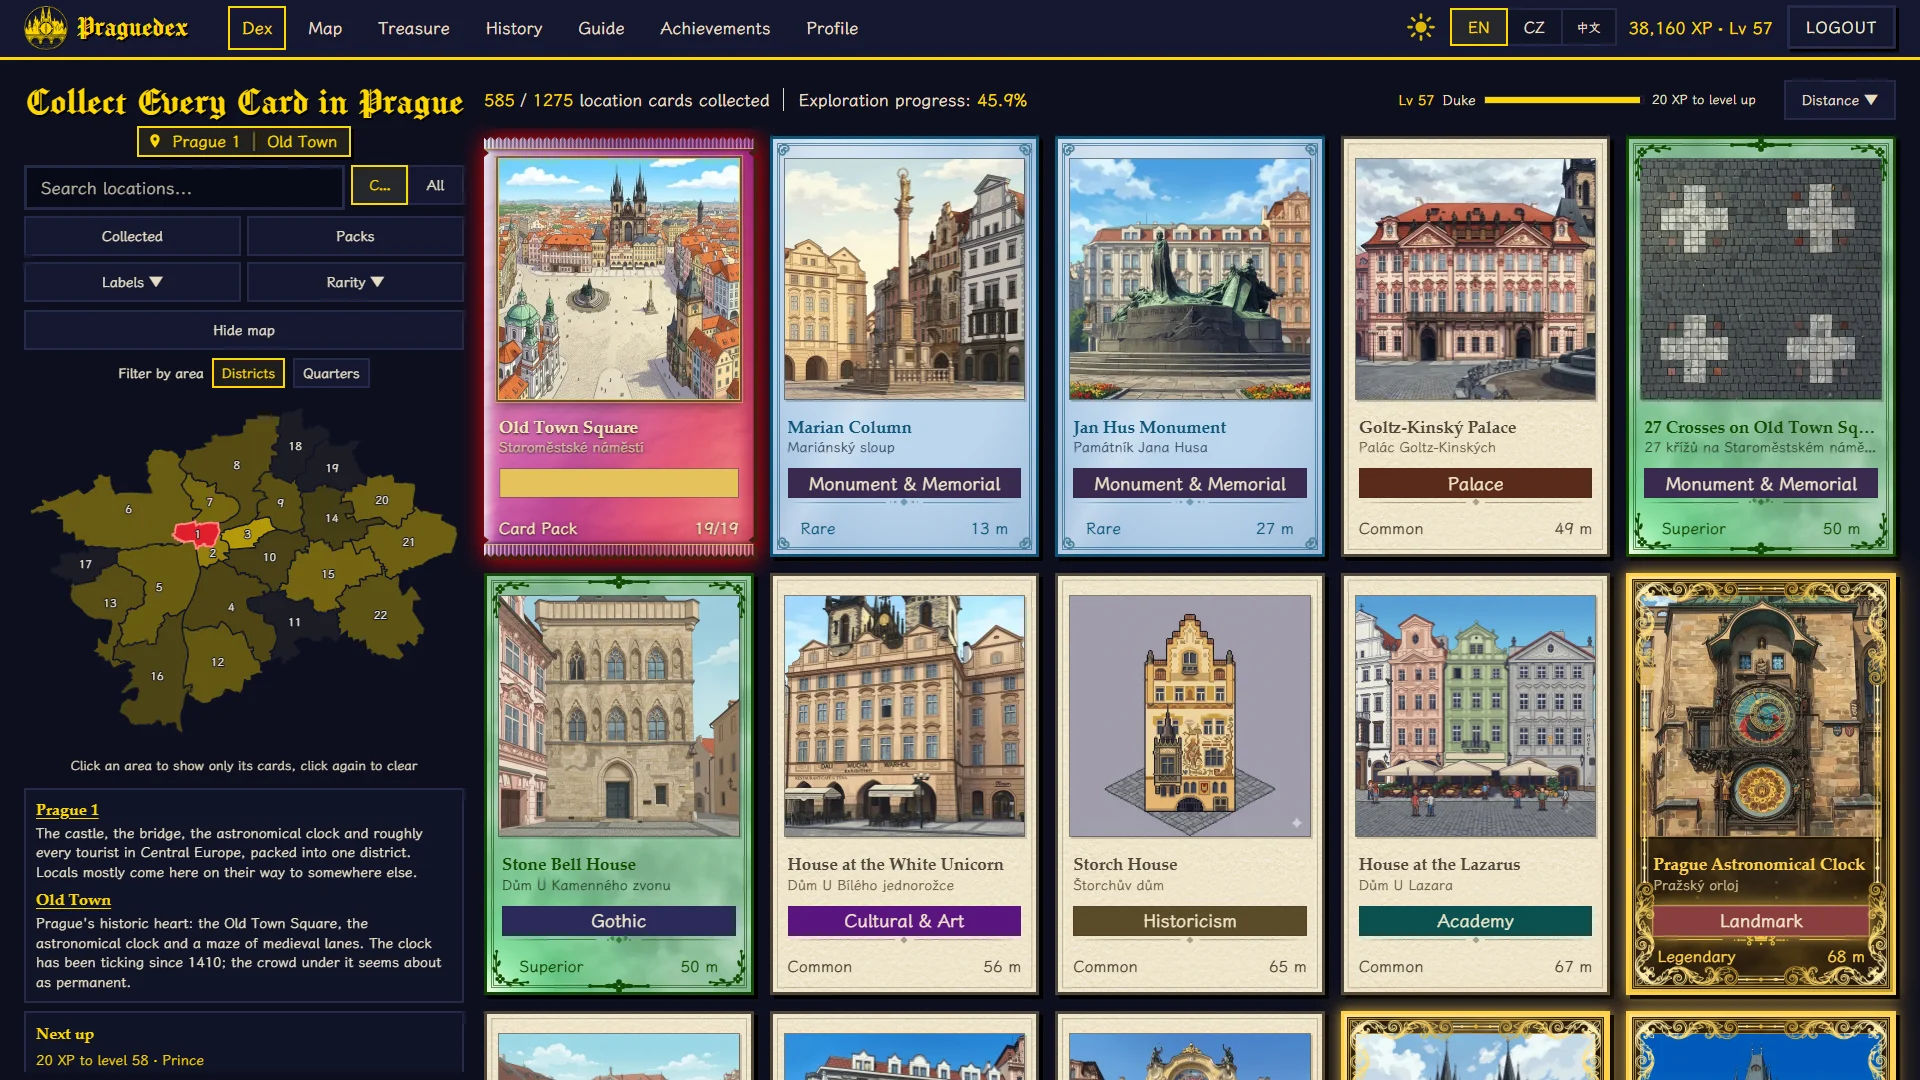 Praguedex
Dex
Map
Treasure
History
Guide
Achievements
Profile
EN
CZ
中文
38,160 XP • Lv 57
LOGOUT
Collect Every Card in Prague
Prague 1 | Old Town
585 / 1275 location cards collected
Exploration progress: 45.9%
Lv 57 Duke
20 XP to level up
Distance ▼
Search locations...
C...
All
Collected
Packs
Labels ▼
Rarity ▼
Hide map
Filter by area
Districts
Quarters
18
8
19
6
7
9
20
14
1
3
21
2
10
17
15
5
13
4
11
22
12
16
Click an area to show only its cards, click again to clear
Prague 1
The castle, the bridge, the astronomical clock and roughly
every tourist in Central Europe, packed into one district.
Locals mostly come here on their way to somewhere else.
Old Town
Prague's historic heart: the Old Town Square, the
astronomical clock and a maze of medieval lanes. The clock
has been ticking since 1410; the crowd under it seems about
as permanent.
Next up
20 XP to level 58 · Prince
Old Town Square
Staroměstské náměstí
Card Pack
19/19
Marian Column
Mariánský sloup
Monument & Memorial
Rare
13 m
Jan Hus Monument
Památník Jana Husa
Monument & Memorial
Rare
27 m
Goltz-Kinský Palace
Palác Goltz-Kinských
Palace
Common
49 m
27 Crosses on Old Town Sq...
27 křížů na Staroměstském námě...
Monument & Memorial
Superior
50 m
Stone Bell House
Dům U Kamenného zvonu
Gothic
Superior
50 m
DALI MUCHA WARHOL
House at the White Unicorn
Dům U Bílého jednorožce
Cultural & Art
Common
56 m
Storch House
Štorchův dům
Historicism
Common
65 m
House at the Lazarus
Dům U Lazara
Academy
Common
67 m
Prague Astronomical Clock
Pražský orloj
Landmark
Legendary
68 m